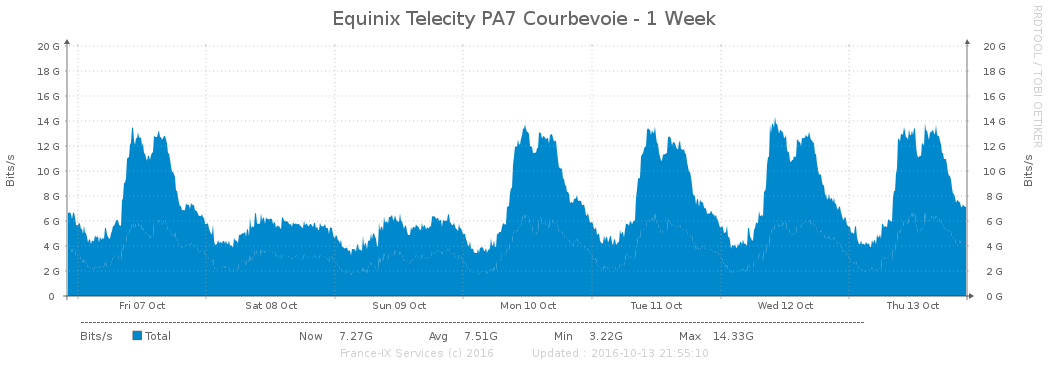 Equinix Telecity PA7 Courbevoie - 1 Week
RRDTOOL / TOBI OETIKER
20 G 20 G
18 G 18 G
16 G 16 G
14 G 14 G
12 G 12 G
10 G 10 G
8 G 8 G
6 G 6 G
4 G 4 G
2 G 2 G
0 0 G
Bits/s Bits/s
Fri 07 Oct Sat 08 Oct Sun 09 Oct Mon 10 Oct Tue 11 Oct Wed 12 Oct Thu 13 Oct
Bits/s Total Now 7.27G Avg 7.51G Min 3.22G Max 14.33G
France-IX Services (c) 2016 Updated : 2016-10-13 21:55:10